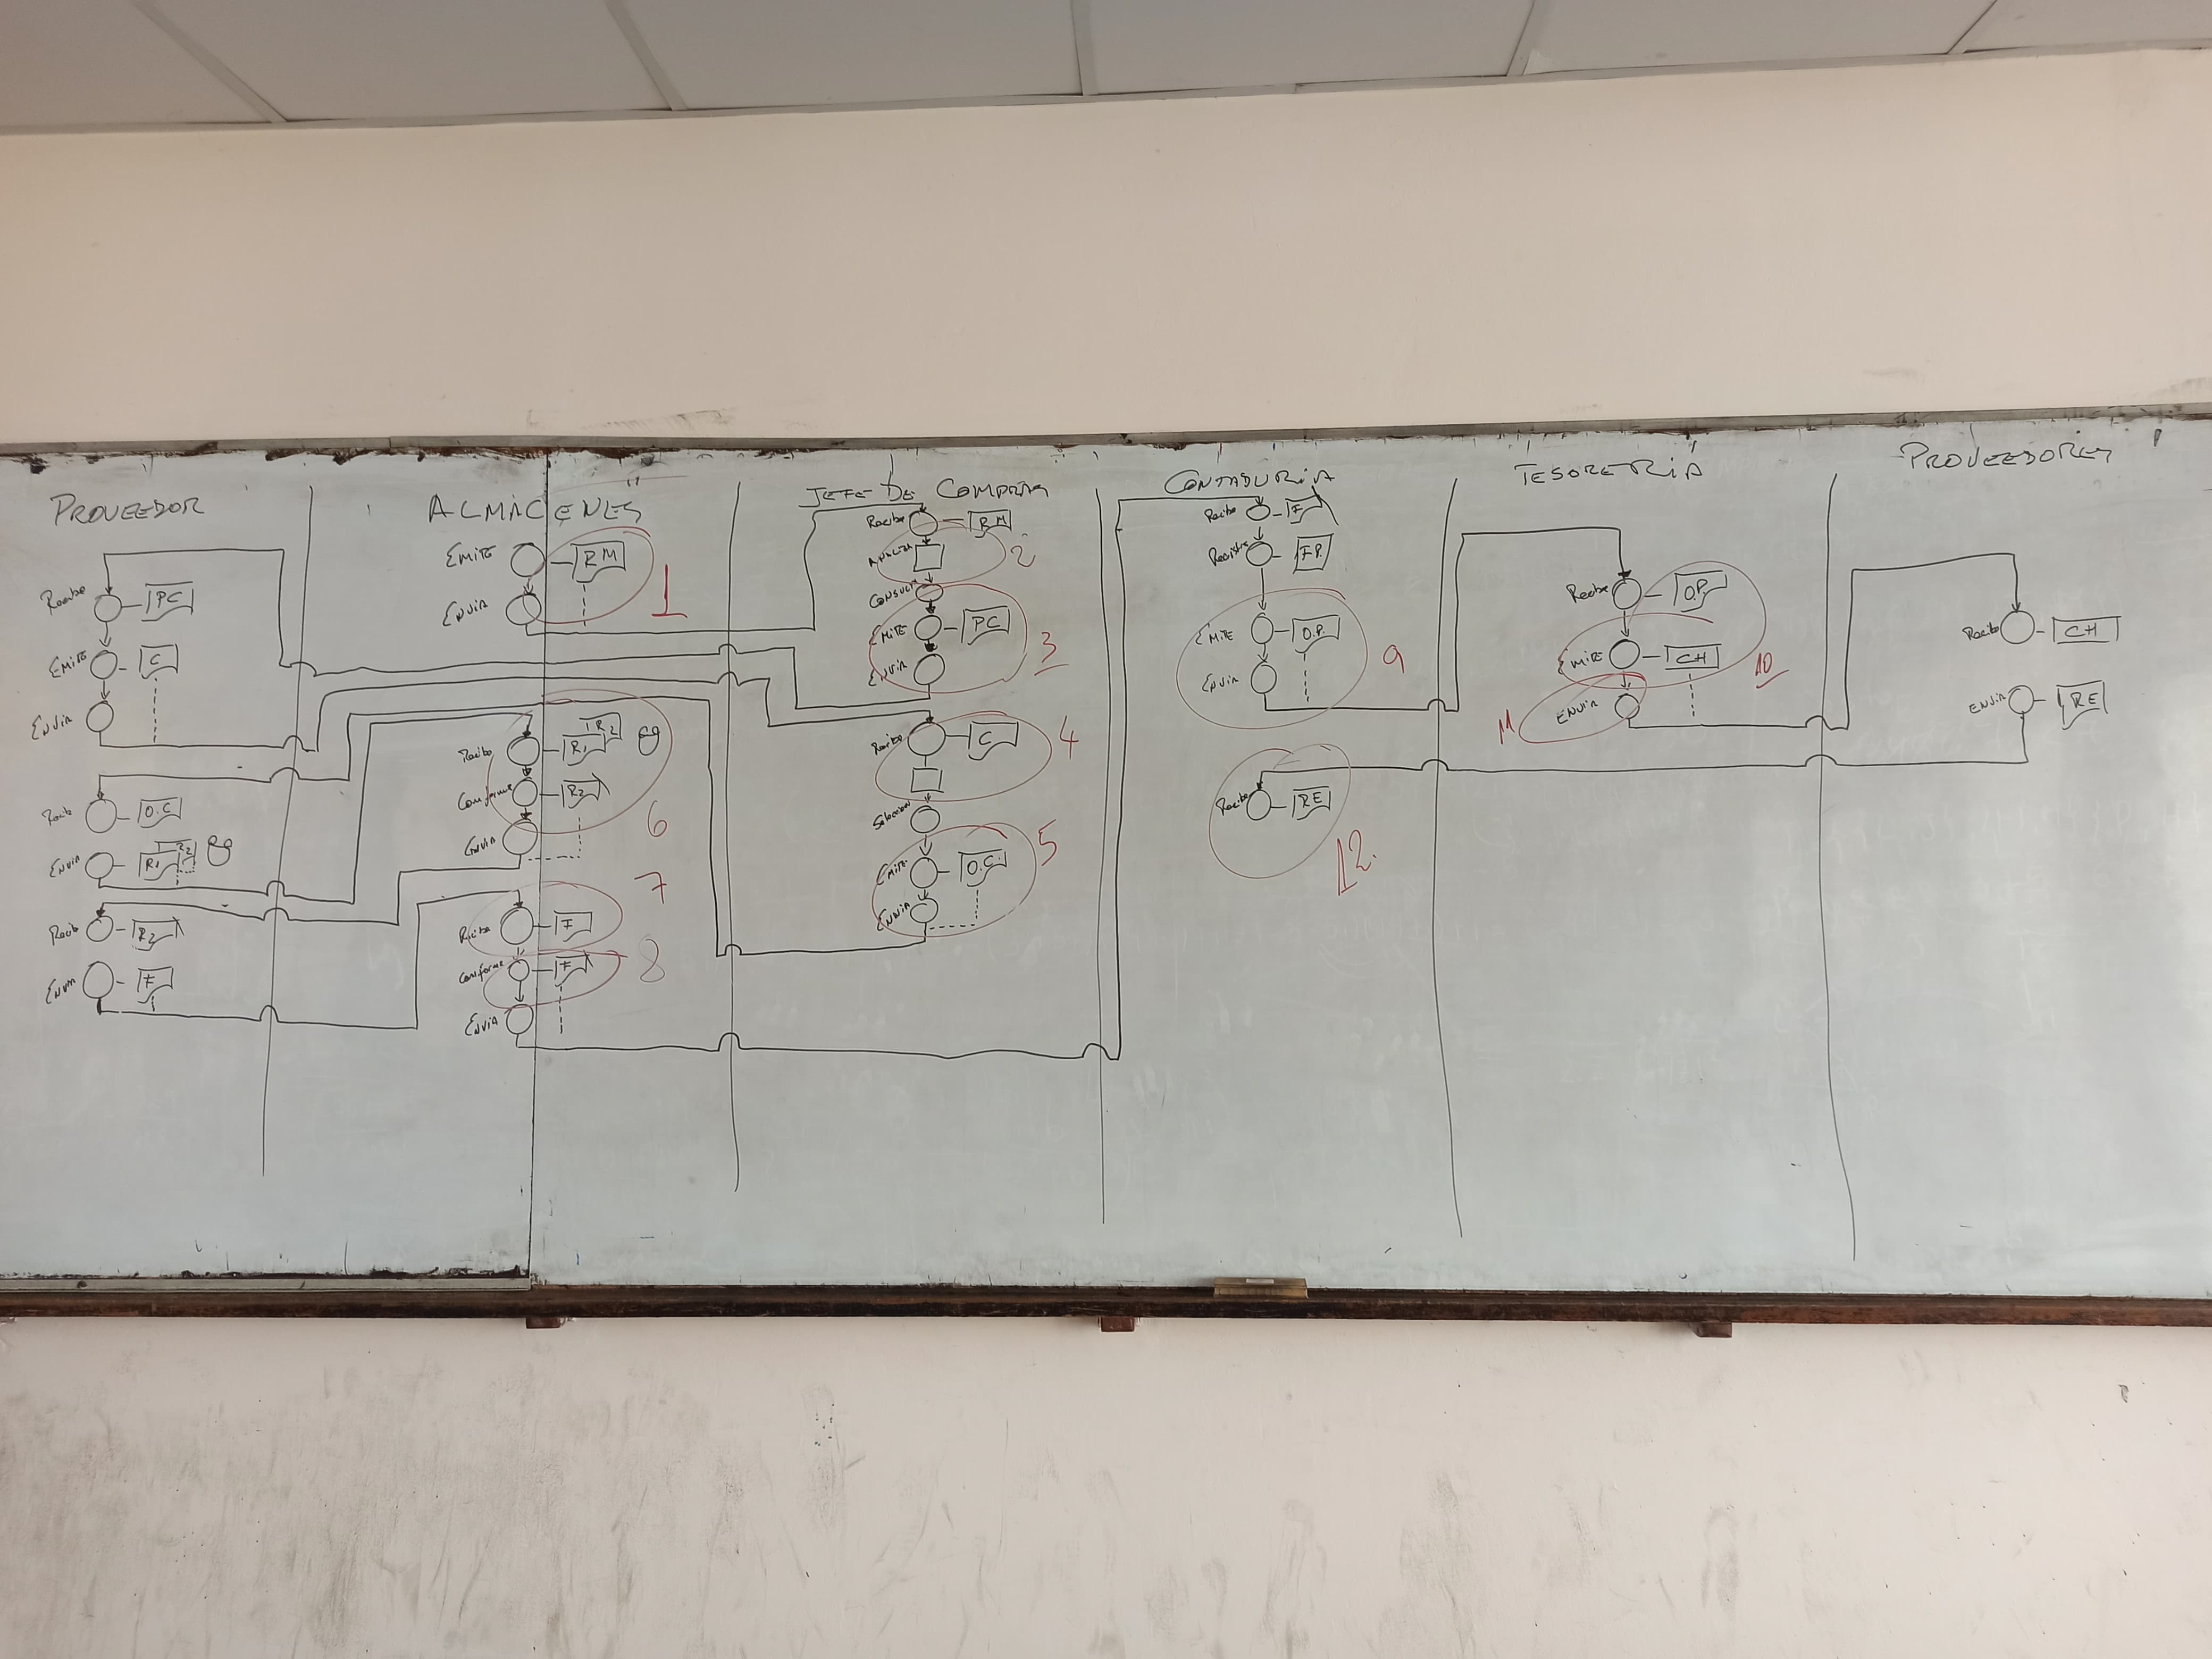 PROVEEDOR
Recibe PC
Emite C
Envia
Recibe O.C
Envia R1 R2
Recibe R2
Envia F
ALMACENES
Emite RM
Envia
1
Recibe R1 R2
Conforma R2
Envia
6
7
Recibe F
Conforma F
8
Envia
JEFE DE COMPRAS
Recibe RM
Analiza
2
Consulta
Emite PC
3
Envia
Recibe C
4
Selecciona
5
Emite O.C.
Envia
CONTADURIA
Recibe F
Registra FP.
Emite O.P.
9
Envia
Recibe RE
12.
TESORERIA
Recibe O.P.
Emite CH
10
Envia
11
PROVEEDORES
Recibe CH
Envia RE